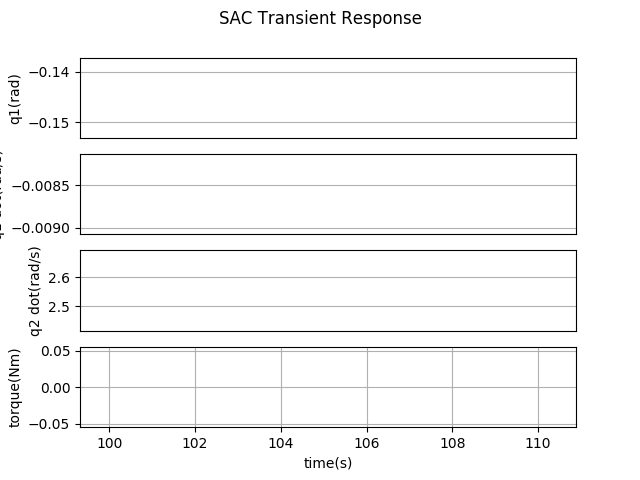 SAC Transient Response
q1(rad)
−0.14
−0.15
−0.0085
−0.0090
q2 dot(rad/s)
2.6
2.5
torque(Nm)
0.05
0.00
−0.05
100 102 104 106 108 110
time(s)